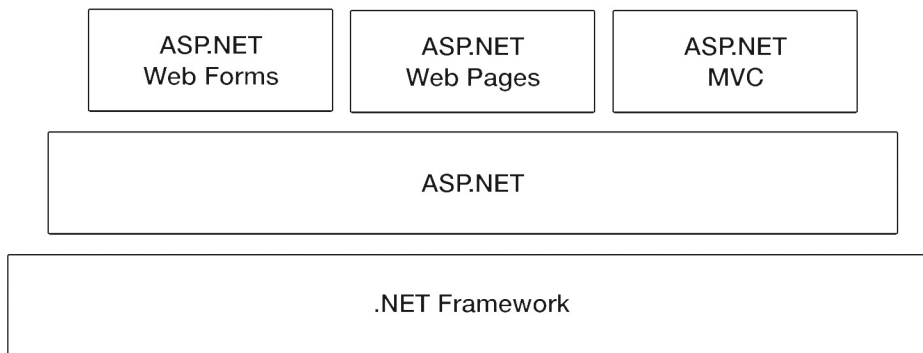 ASP.NET
Web Forms
ASP.NET
Web Pages
ASP.NET
MVC
ASP.NET
.NET Framework